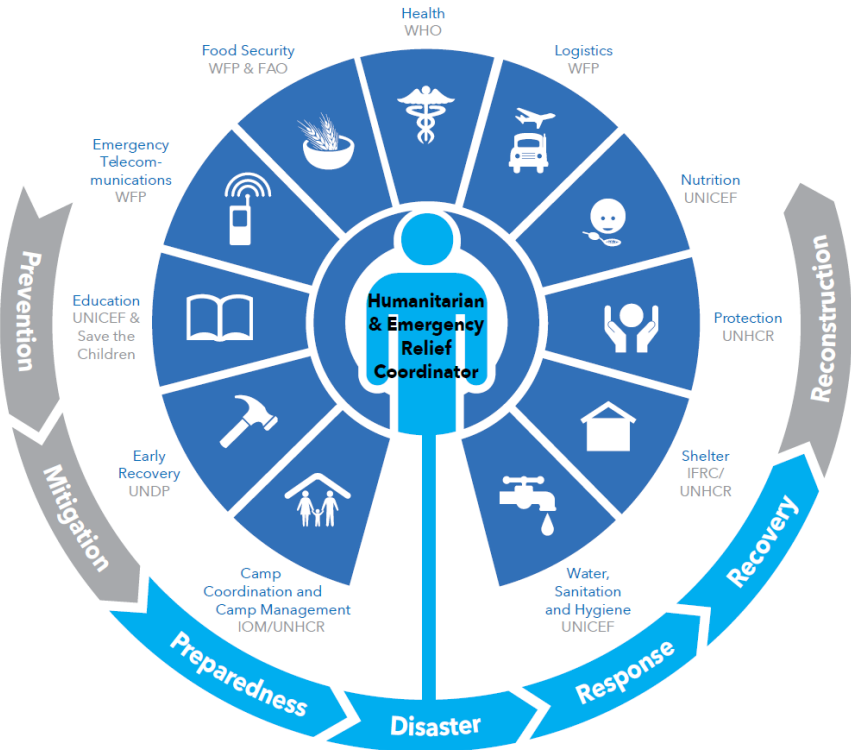 Health
WHO
Food Security
WFP & FAO
Logistics
WFP
Emergency
Telecom-
munications
WFP
Nutrition
UNICEF
Education
UNICEF &
Save the
Children
Humanitarian
& Emergency
Relief
Coordinator
Protection
UNHCR
Early
Recovery
UNDP
Shelter
IFRC/
UNHCR
Camp
Coordination and
Camp Management
IOM/UNHCR
Water,
Sanitation
and Hygiene
UNICEF
Prevention
Mitigation
Preparedness
Disaster
Response
Recovery
Reconstruction